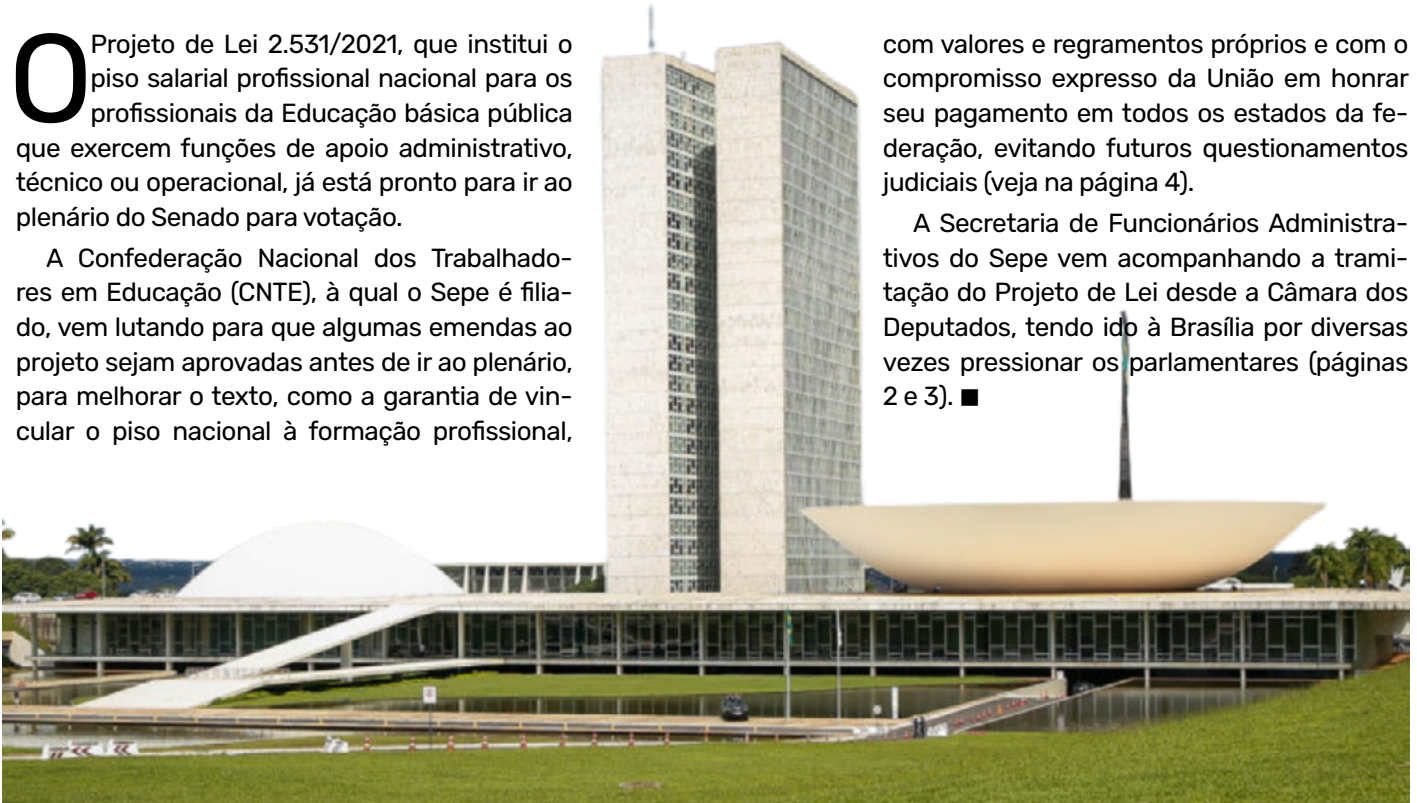 O Projeto de Lei 2.531/2021, que institui o
piso salarial profissional nacional para os
profissionais da Educação básica pública
que exercem funções de apoio administrativo,
técnico ou operacional, já está pronto para ir ao
plenário do Senado para votação.
A Confederação Nacional dos Trabalhado-
res em Educação (CNTE), à qual o Sepe é filia-
do, vem lutando para que algumas emendas ao
projeto sejam aprovadas antes de ir ao plenário,
para melhorar o texto, como a garantia de vin-
cular o piso nacional à formação profissional,
com valores e regramentos próprios e com o
compromisso expresso da União em honrar
seu pagamento em todos os estados da fe-
deração, evitando futuros questionamentos
judiciais (veja na página 4).
A Secretaria de Funcionários Administra-
tivos do Sepe vem acompanhando a trami-
tação do Projeto de Lei desde a Câmara dos
Deputados, tendo ido à Brasília por diversas
vezes pressionar os parlamentares (páginas
2 e 3). ■